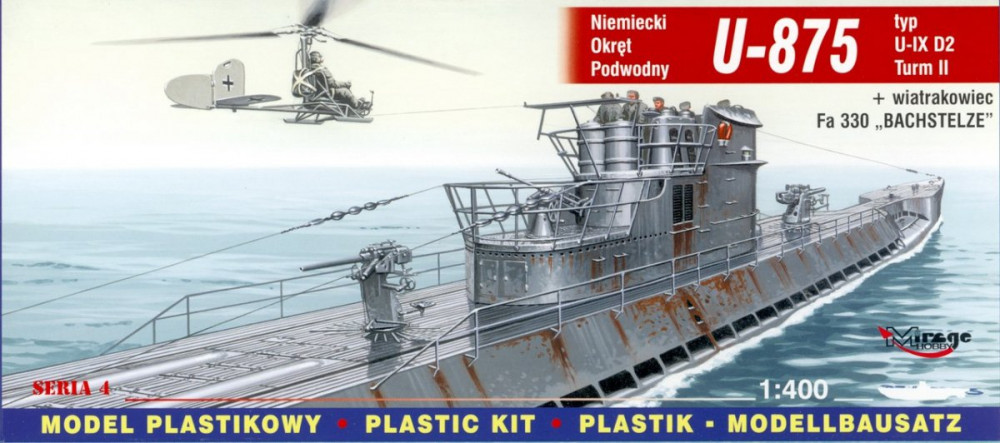 Niemiecki
Okręt
Podwodny
U-875
typ
U-IX D2
Turm II
+ wiatrakowiec
Fa 330 „BACHSTELZE”
Mirage
HOBBY
SERIA 4
1:400
MODEL PLASTIKOWY • PLASTIC KIT • PLASTIK - MODELLBAUSATZ